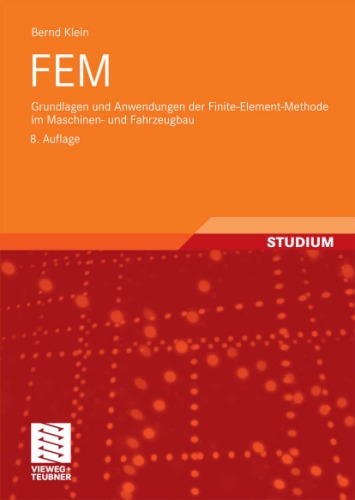 Bernd Klein
FEM
Grundlagen und Anwendungen der Finite-Element-Methode
im Maschinen- und Fahrzeugbau
8. Auflage
STUDIUM
VIEWEG+
TEUBNER